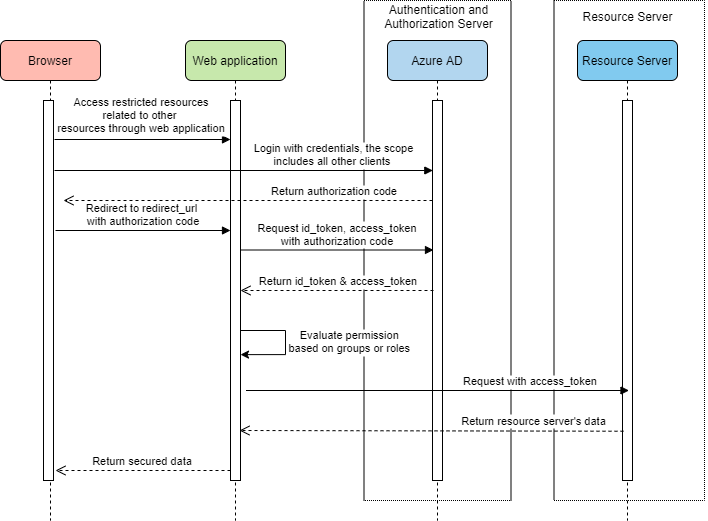 Authentication and
Authorization Server
Resource Server
Browser
Web application
Azure AD
Resource Server
Access restricted resources
related to other
resources through web application
Login with credentials, the scope
includes all other clients
Return authorization code
Redirect to redirect_url
with authorization code
Request id_token, access_token
with authorization code
Return id_token & access_token
Evaluate permission
based on groups or roles
Request with access_token
Return resource server's data
Return secured data